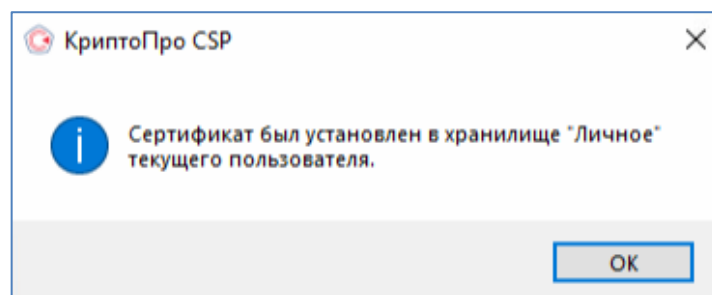 КриптоПро CSP
Сертификат был установлен в хранилище "Личное"
текущего пользователя.
OK